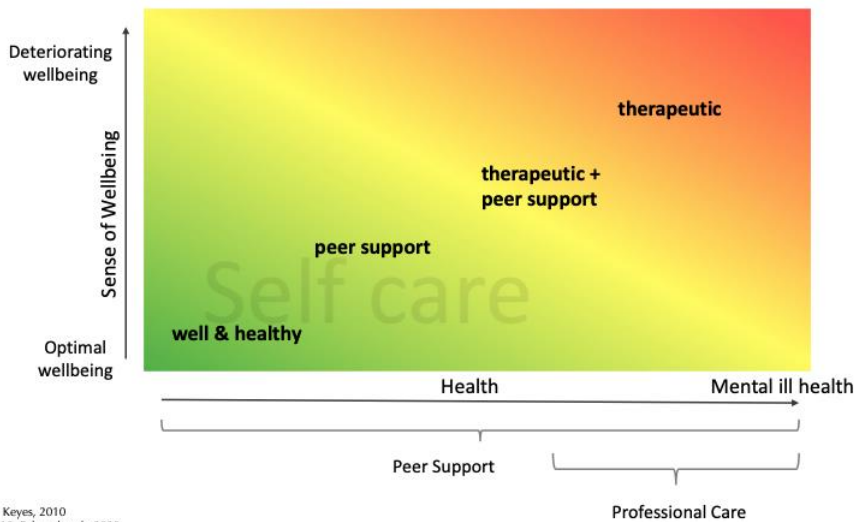 Deteriorating
wellbeing
Sense of Wellbeing
Optimal
wellbeing
therapeutic
therapeutic +
peer support
peer support
Self care
well & healthy
Health
Mental ill health
Peer Support
Professional Care
Keyes, 2010